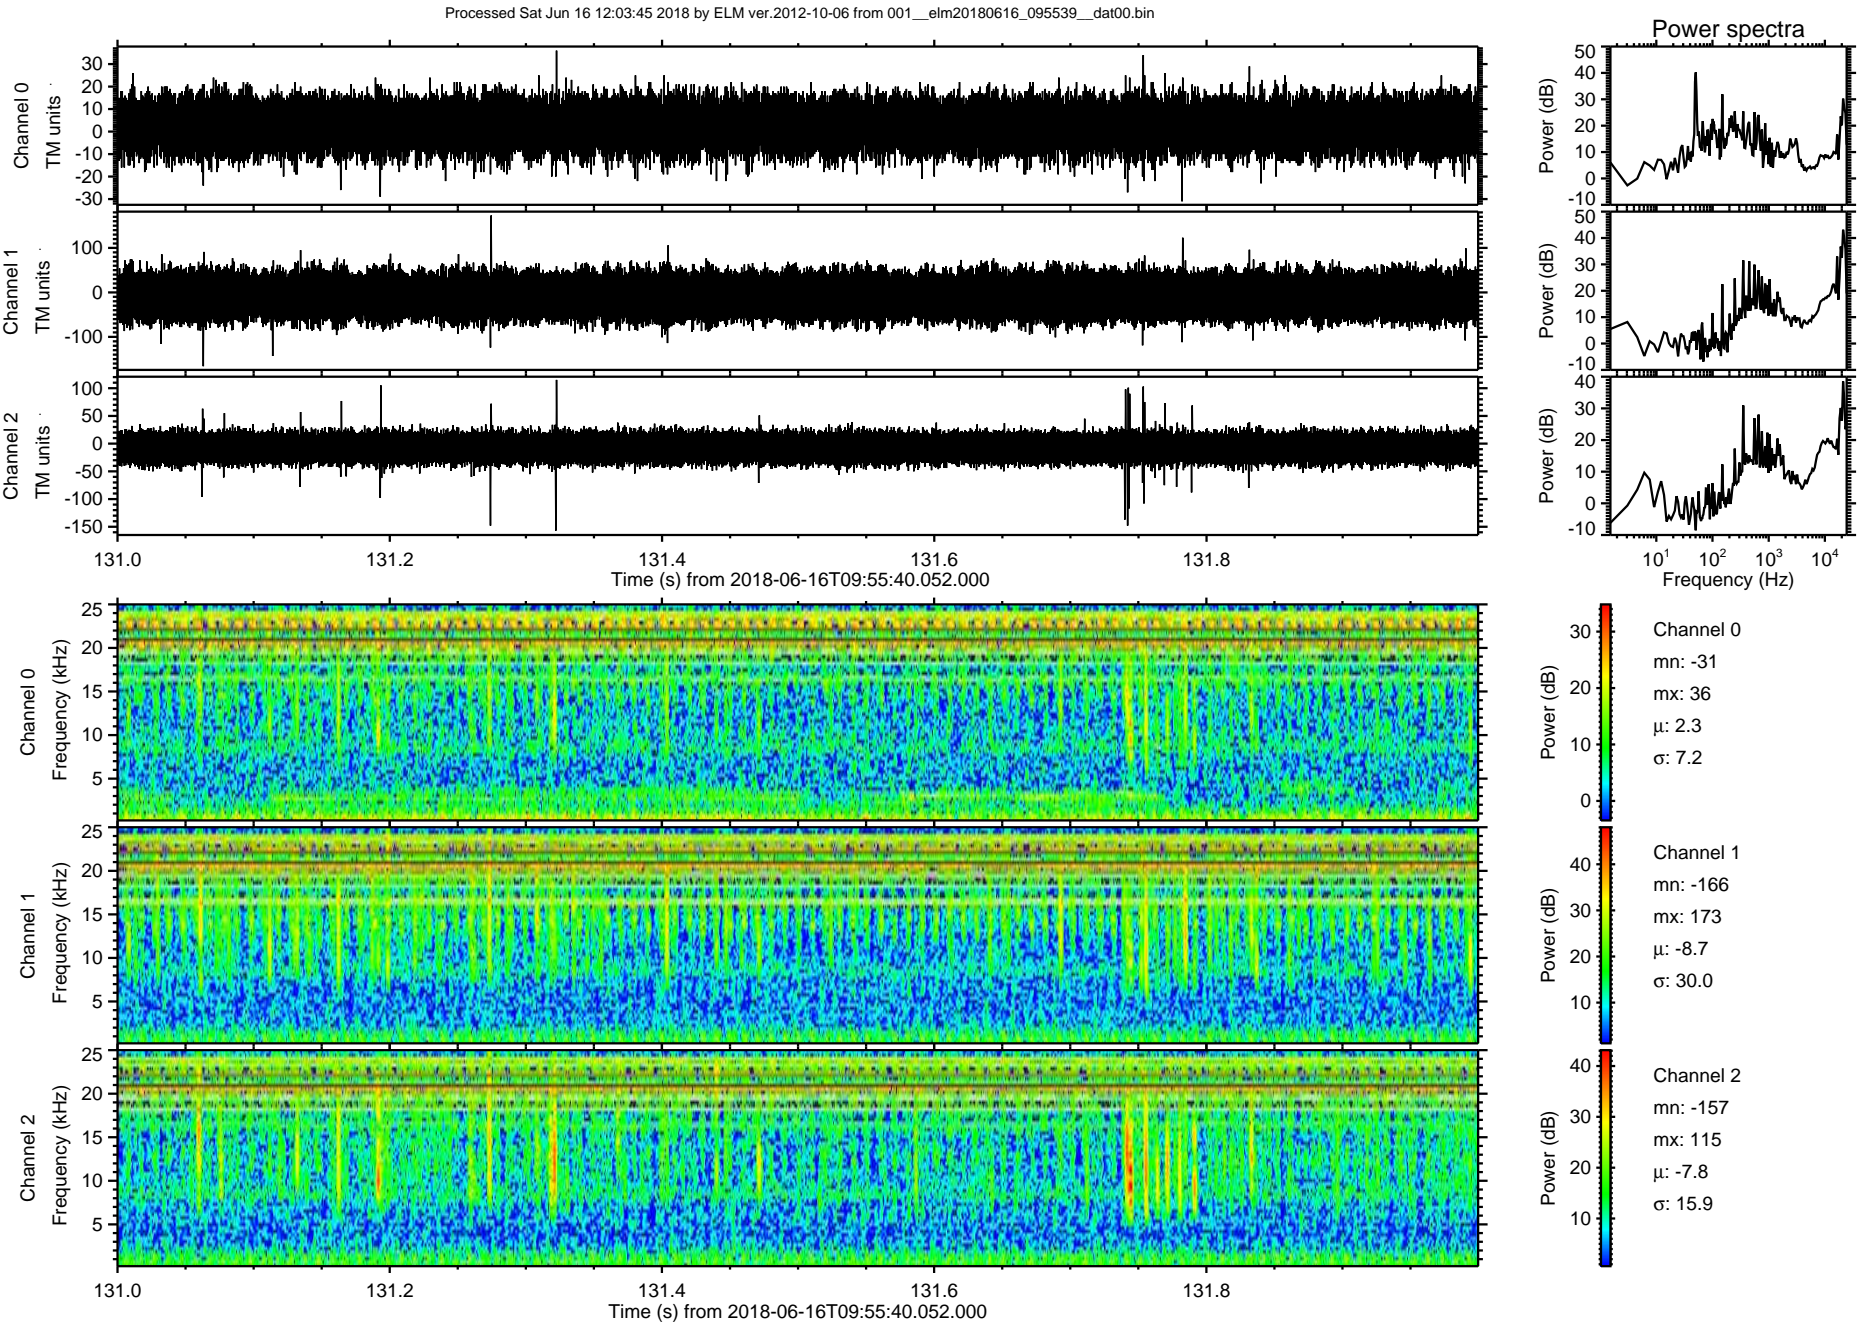 Processed Sat Jun 16 12:03:45 2018 by ELM ver.2012-10-06 from 001__elm20180616_095539__dat00.bin
Power spectra
Channel 0
TM units
30
20
10
0
-10
-20
-30
Power (dB)
50
40
30
20
10
0
-10
Channel 1
TM units
100
0
-100
Power (dB)
50
40
30
20
10
0
-10
Channel 2
TM units
100
50
0
-50
-100
-150
Power (dB)
40
30
20
10
0
-10
131.0 131.2 131.4 131.6 131.8
Time (s) from 2018-06-16T09:55:40.052.000
10^1 10^2 10^3 10^4
Frequency (Hz)
Channel 0
Frequency (kHz)
25
20
15
10
5
Power (dB)
30
20
10
0
Channel 0
mn: -31
mx: 36
μ: 2.3
σ: 7.2
Channel 1
Frequency (kHz)
25
20
15
10
5
Power (dB)
40
30
20
10
Channel 1
mn: -166
mx: 173
μ: -8.7
σ: 30.0
Channel 2
Frequency (kHz)
25
20
15
10
5
Power (dB)
40
30
20
10
Channel 2
mn: -157
mx: 115
μ: -7.8
σ: 15.9
131.0 131.2 131.4 131.6 131.8
Time (s) from 2018-06-16T09:55:40.052.000